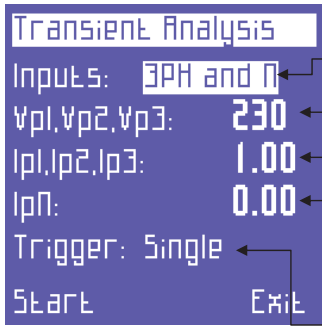 Transient Analysis
Inputs: 3PH and N
Vp1,Vp2,Vp3: 230
Ip1,Ip2,Ip3: 1.00
IpN: 0.00
Trigger: Single
Start Exit